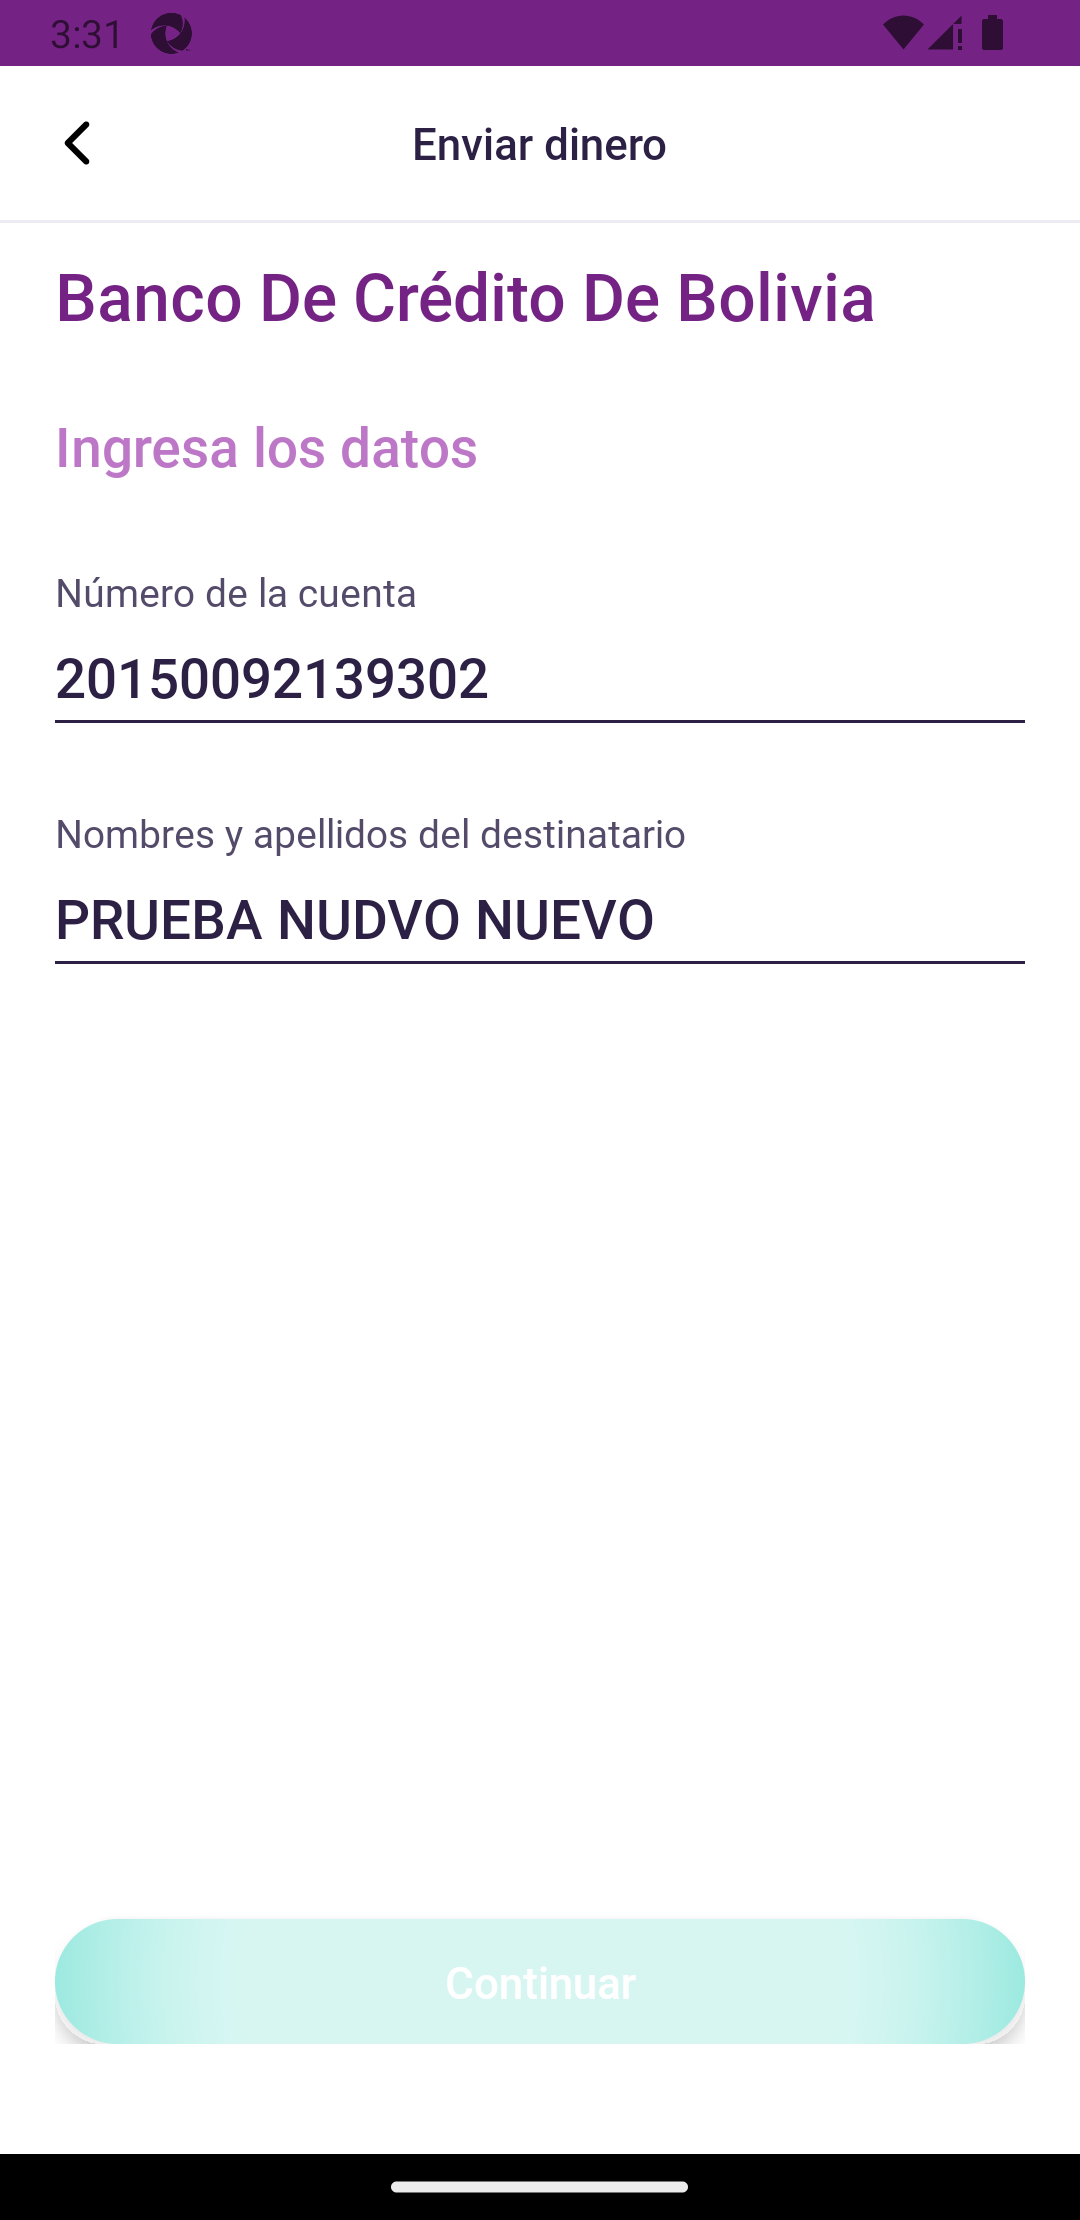 3:31
Enviar dinero
Banco De Crédito De Bolivia
Ingresa los datos
Número de la cuenta
20150092139302
Nombres y apellidos del destinatario
PRUEBA NUDVO NUEVO
Continuar